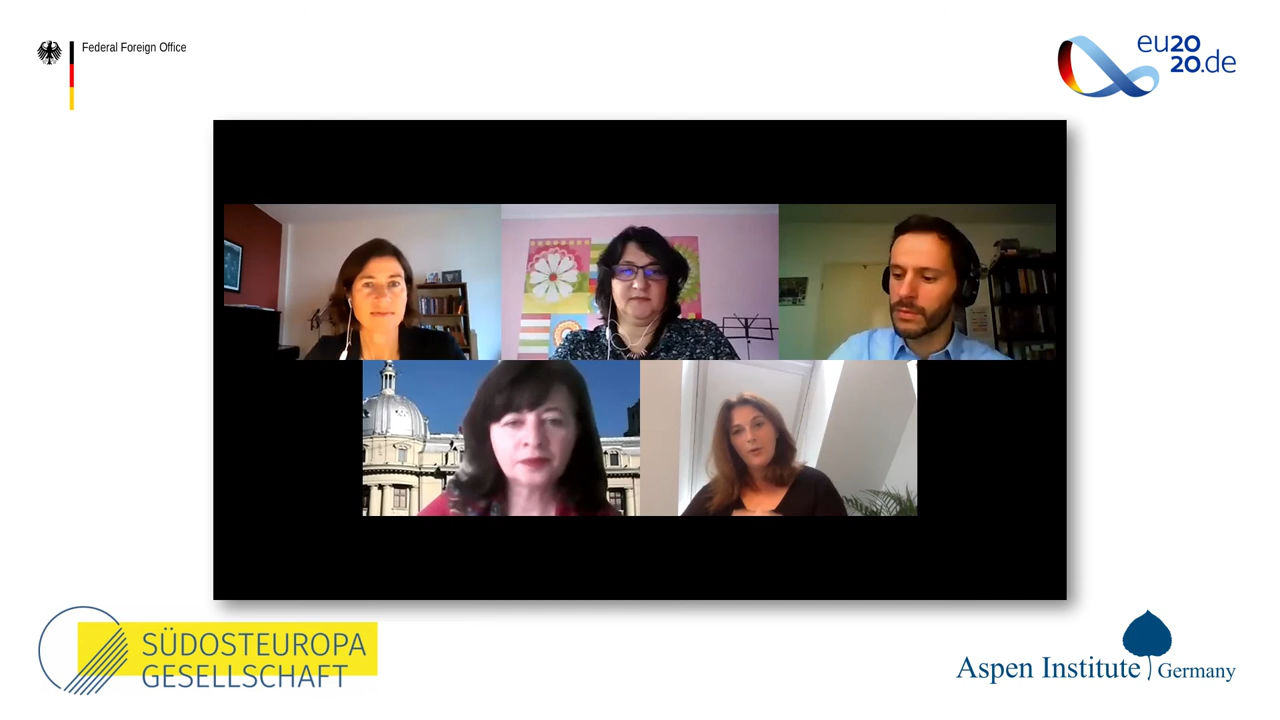 Federal Foreign Office
eu2020.de
SÜDOSTEUROPA
GESELLSCHAFT
Aspen Institute Germany